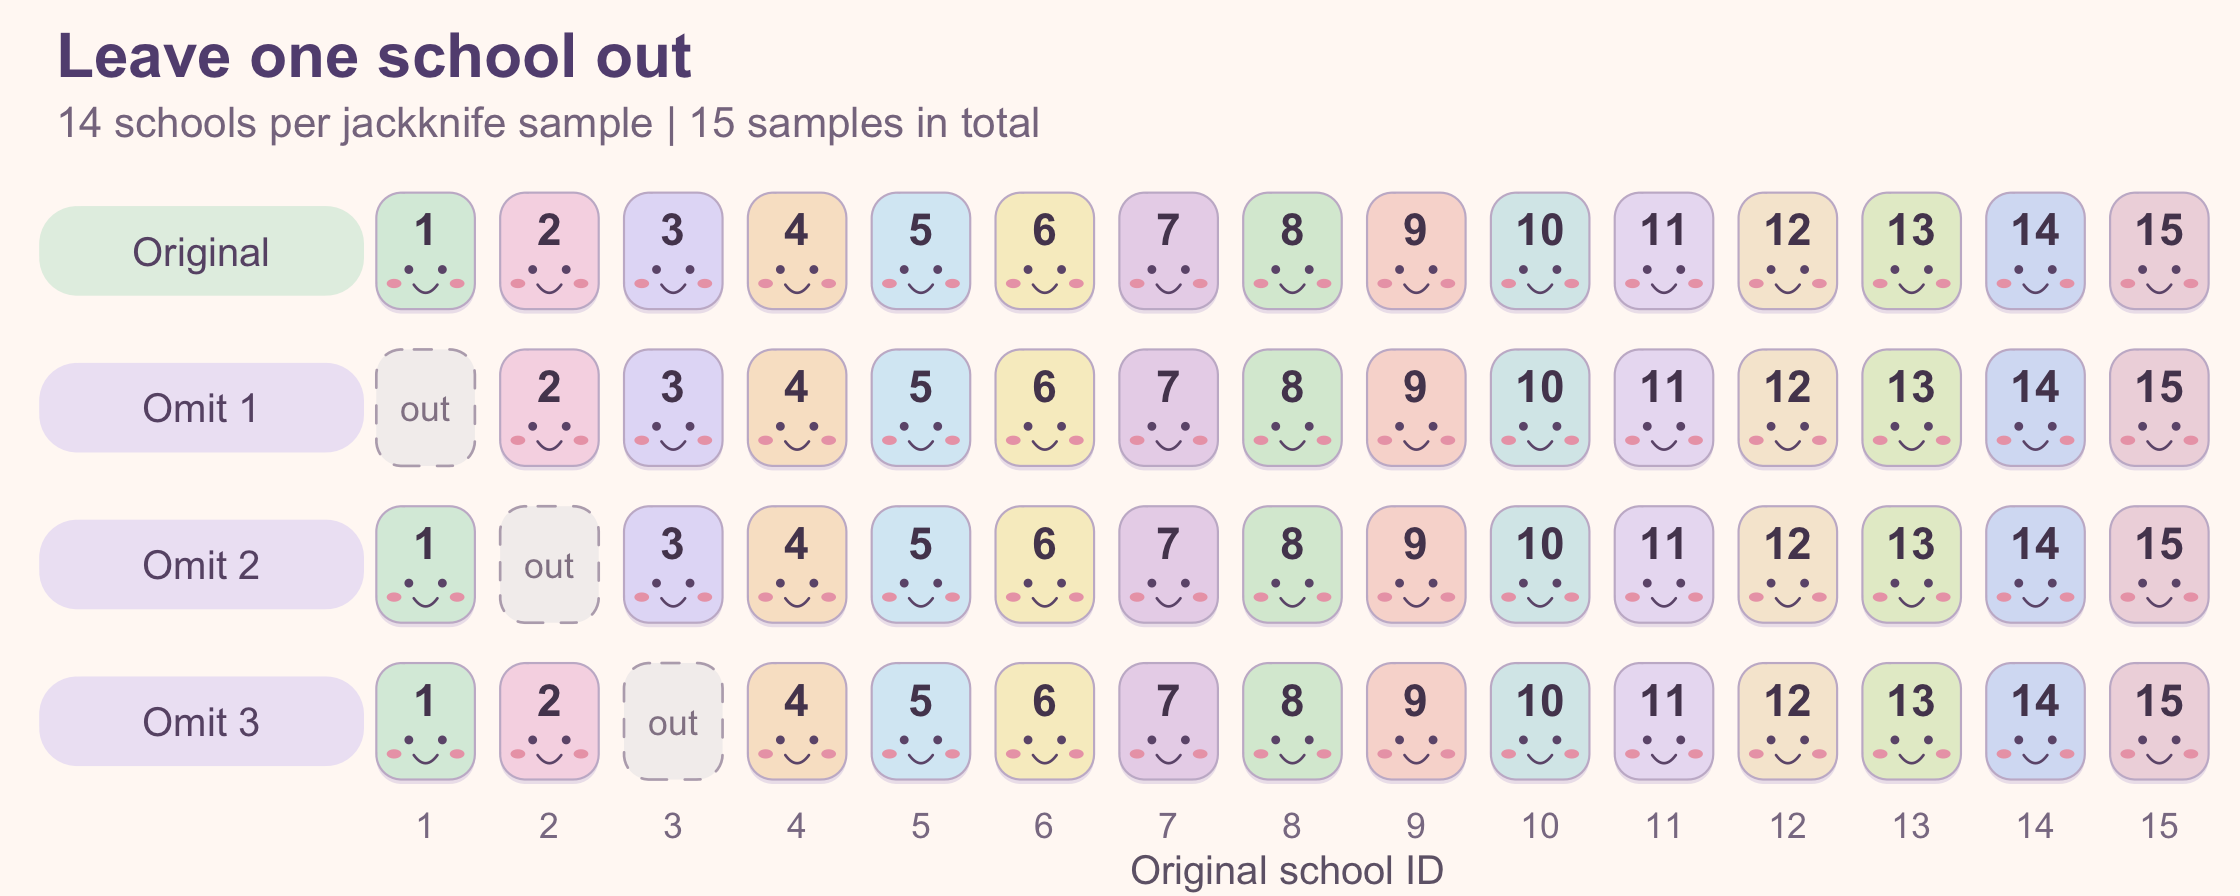 Leave one school out
14 schools per jackknife sample | 15 samples in total
Original 1 2 3 4 5 6 7 8 9 10 11 12 13 14 15
Omit 1 out 2 3 4 5 6 7 8 9 10 11 12 13 14 15
Omit 2 1 out 3 4 5 6 7 8 9 10 11 12 13 14 15
Omit 3 1 2 out 4 5 6 7 8 9 10 11 12 13 14 15
1 2 3 4 5 6 7 8 9 10 11 12 13 14 15
Original school ID